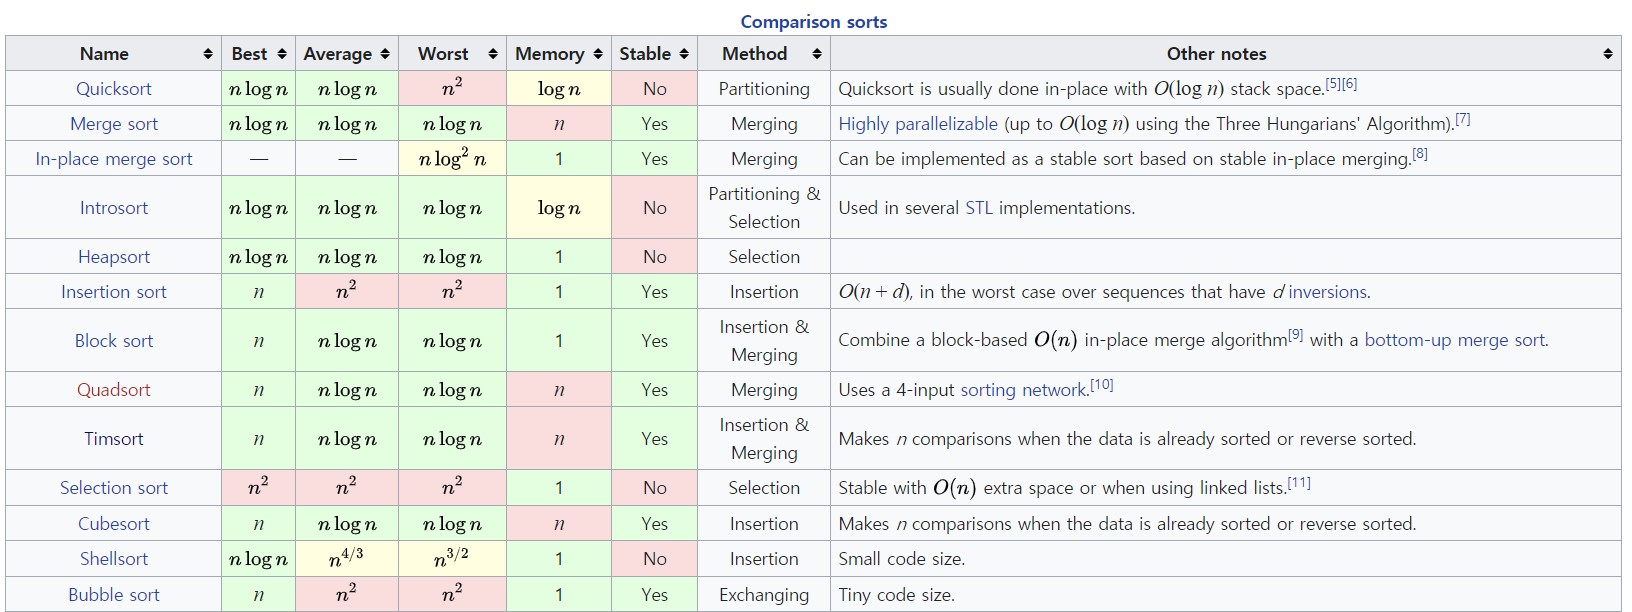 Comparison sorts
Name Best Average Worst Memory Stable Method Other notes
Quicksort n log n n log n n² log n No Partitioning Quicksort is usually done in-place with O(log n) stack space.[5][6]
Merge sort n log n n log n n log n n Yes Merging Highly parallelizable (up to O(log n) using the Three Hungarians' Algorithm).[7]
In-place merge sort — — n log² n 1 Yes Merging Can be implemented as a stable sort based on stable in-place merging.[8]
Introsort n log n n log n n log n log n No Partitioning & Selection Used in several STL implementations.
Heapsort n log n n log n n log n 1 No Selection
Insertion sort n n² n² 1 Yes Insertion O(n + d), in the worst case over sequences that have d inversions.
Block sort n n log n n log n 1 Yes Insertion & Merging Combine a block-based O(n) in-place merge algorithm[9] with a bottom-up merge sort.
Quadsort n n log n n log n n Yes Merging Uses a 4-input sorting network.[10]
Timsort n n log n n log n n Yes Insertion & Merging Makes n comparisons when the data is already sorted or reverse sorted.
Selection sort n² n² n² 1 No Selection Stable with O(n) extra space or when using linked lists.[11]
Cubesort n n log n n log n n Yes Insertion Makes n comparisons when the data is already sorted or reverse sorted.
Shellsort n log n n^4/3 n^3/2 1 No Insertion Small code size.
Bubble sort n n² n² 1 Yes Exchanging Tiny code size.